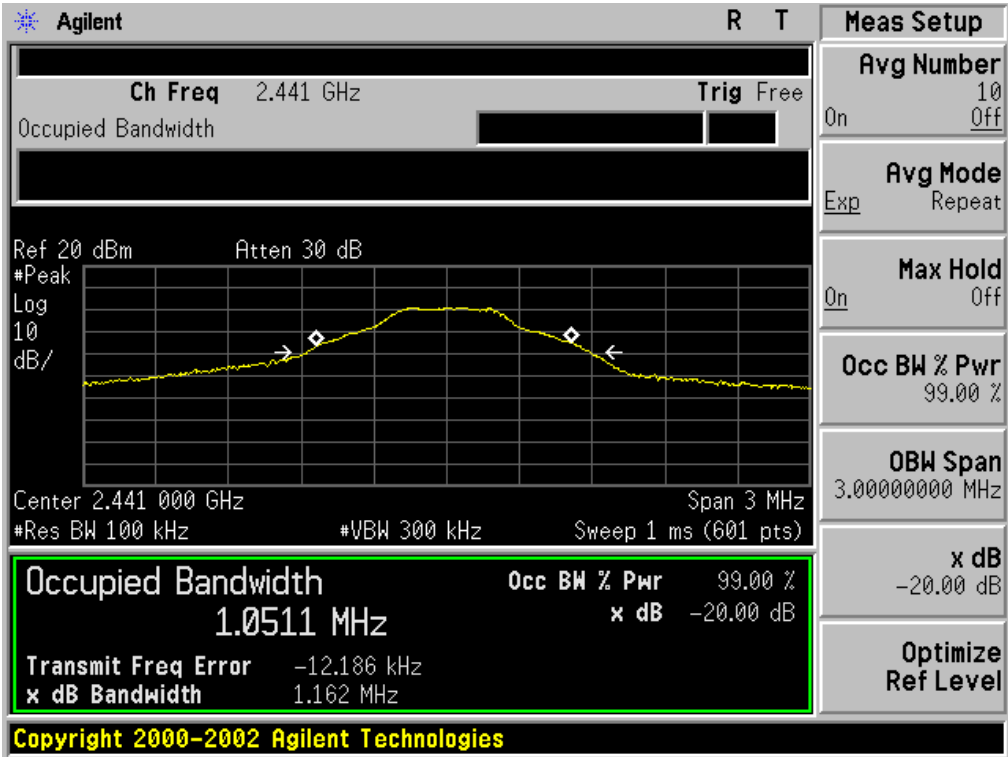 Agilent R T
Ch Freq 2.441 GHz Trig Free
Occupied Bandwidth
Ref 20 dBm Atten 30 dB
#Peak
Log
10
dB/
Center 2.441 000 GHz Span 3 MHz
#Res BW 100 kHz #VBW 300 kHz Sweep 1 ms (601 pts)
Occupied Bandwidth Occ BW % Pwr 99.00 %
1.0511 MHz x dB -20.00 dB
Transmit Freq Error -12.186 kHz
x dB Bandwidth 1.162 MHz
Copyright 2000-2002 Agilent Technologies
Meas Setup
Avg Number
10
On Off
Avg Mode
Exp Repeat
Max Hold
On Off
Occ BW % Pwr
99.00 %
OBW Span
3.00000000 MHz
x dB
-20.00 dB
Optimize
Ref Level